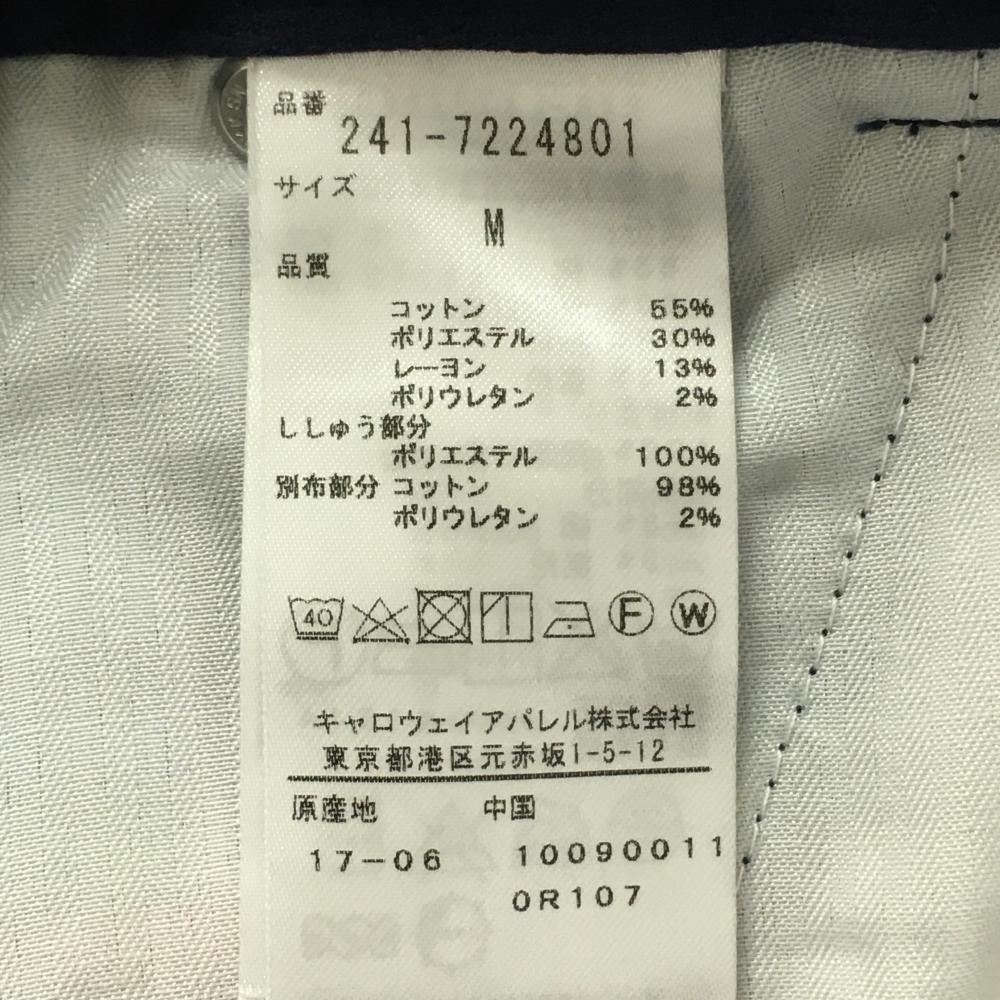 品番
241-7224801
サイズ
M
品質
コットン 55%
ポリエステル 30%
レーヨン 13%
ポリウレタン 2%
ししゅう部分
ポリエステル 100%
別布部分 コットン 98%
ポリウレタン 2%
40 F W
キャロウェイアパレル株式会社
東京都港区元赤坂1-5-12
原産地 中国
17-06 10090011
0R107